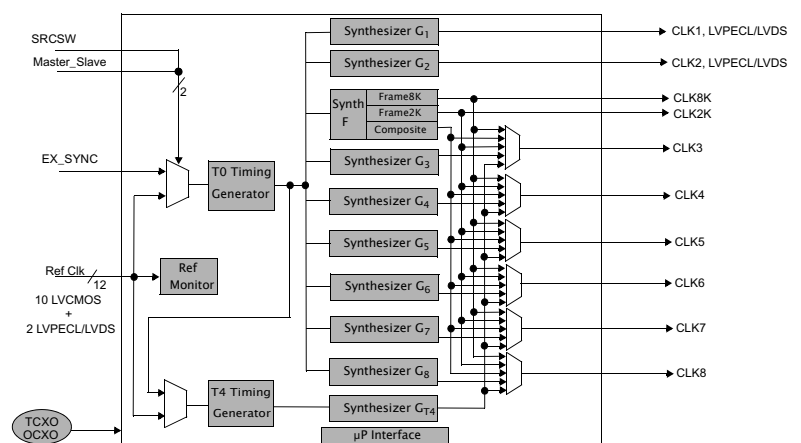 SRCSW
Master_Slave
2
EX_SYNC
T0 Timing
Generator
Ref Clk
12
10 LVCMOS
+
2 LVPECL/LVDS
Ref
Monitor
T4 Timing
Generator
TCXO
OCXO
Synthesizer G1
Synthesizer G2
Synth
F
Frame8K
Frame2K
Composite
Synthesizer G3
Synthesizer G4
Synthesizer G5
Synthesizer G6
Synthesizer G7
Synthesizer G8
Synthesizer GT4
µP Interface
CLK1, LVPECL/LVDS
CLK2, LVPECL/LVDS
CLK8K
CLK2K
CLK3
CLK4
CLK5
CLK6
CLK7
CLK8